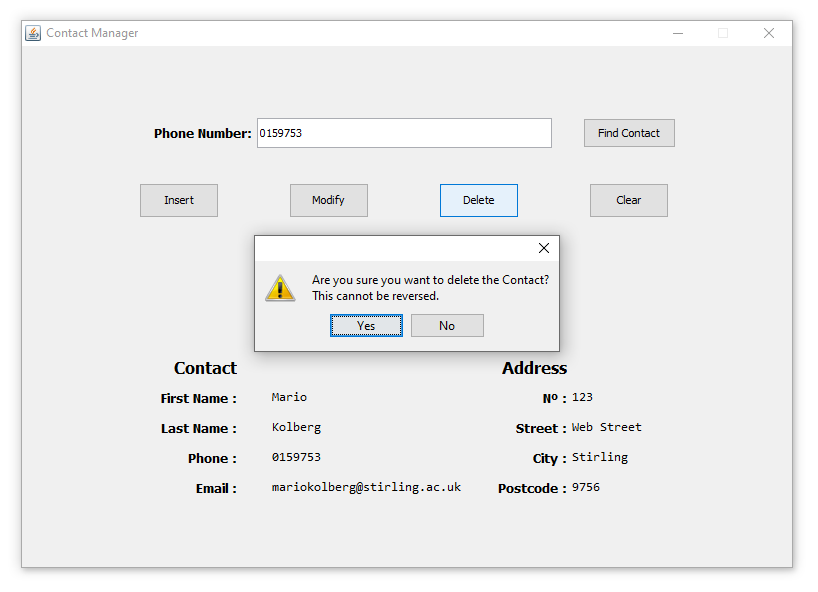 Contact Manager
Phone Number: 0159753 Find Contact
Insert Modify Delete Clear
Are you sure you want to delete the Contact?
This cannot be reversed.
Yes No
Contact Address
First Name : Mario Nº : 123
Last Name : Kolberg Street : Web Street
Phone : 0159753 City : Stirling
Email : mariokolberg@stirling.ac.uk Postcode : 9756